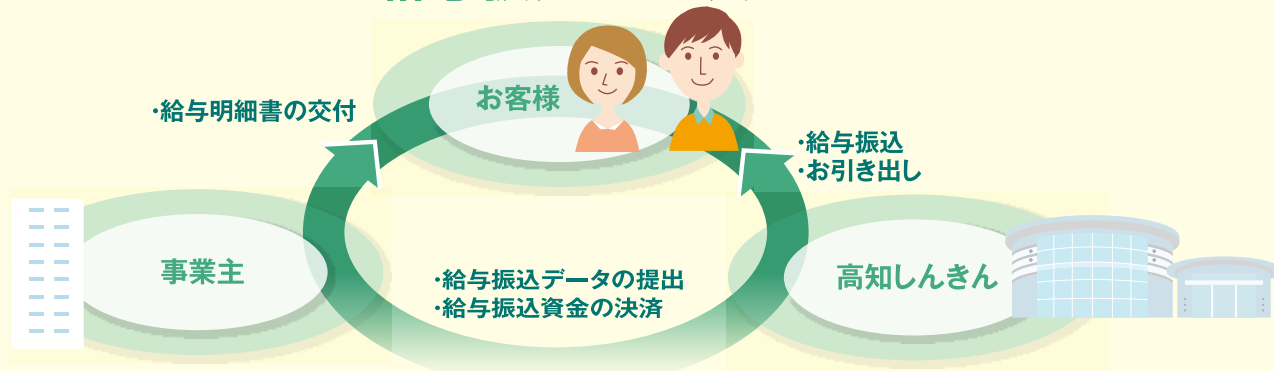 お客様
・給与明細書の交付
・給与振込
・お引き出し
事業主
高知しんきん
・給与振込データの提出
・給与振込資金の決済